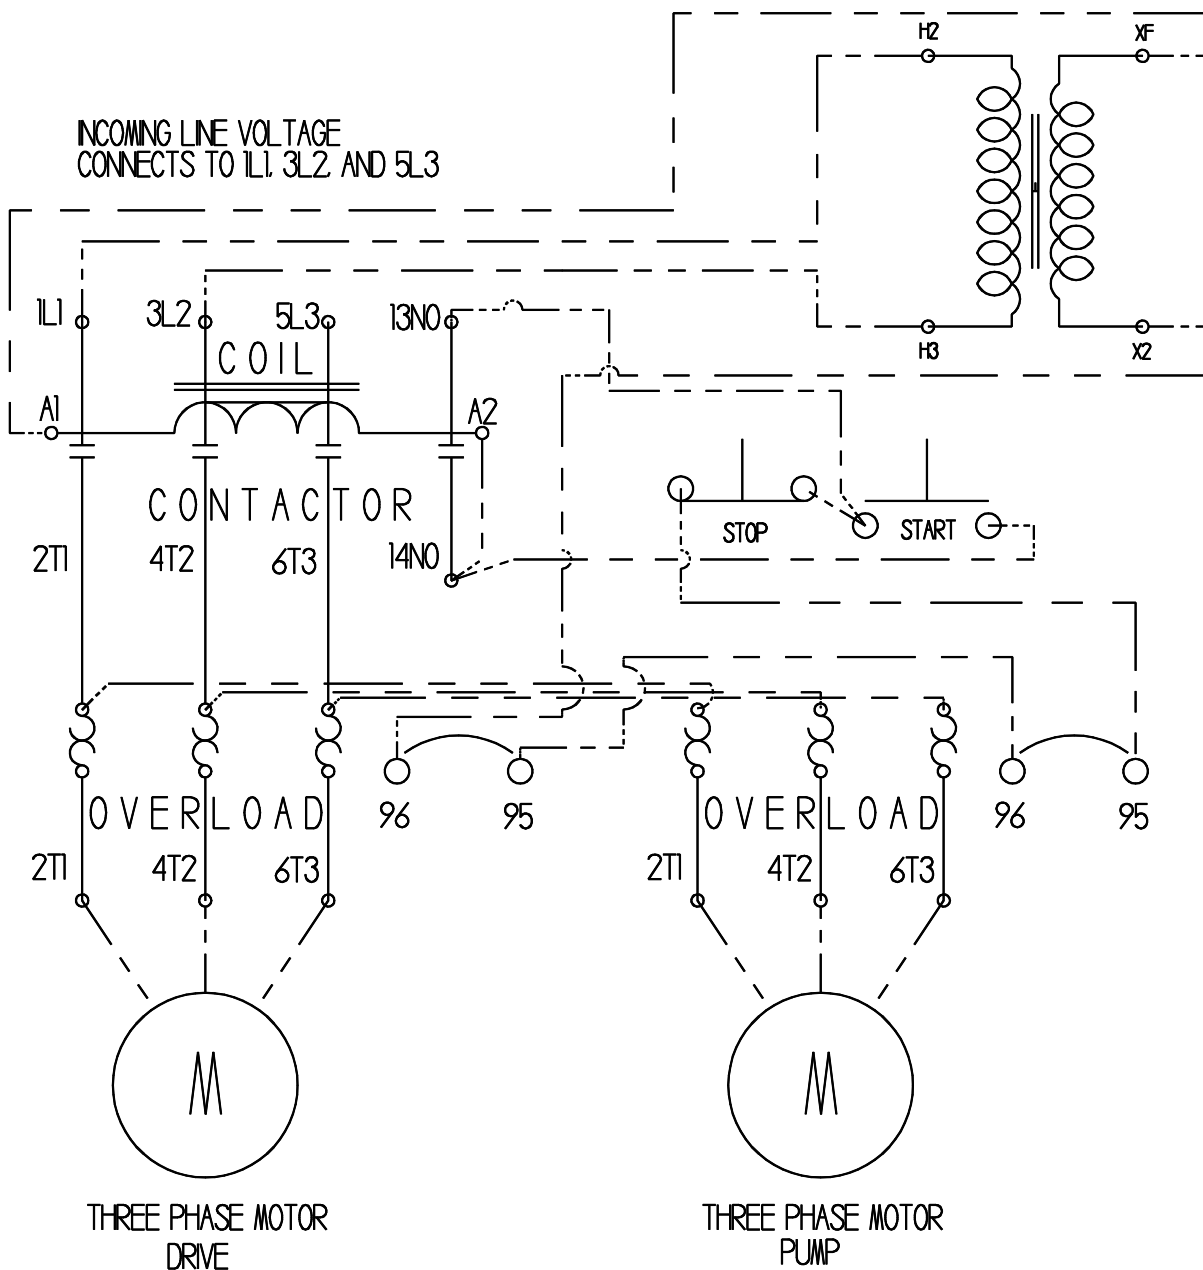 H2 XF
INCOMING LINE VOLTAGE
CONNECTS TO 1L1, 3L2, AND 5L3
1L1 3L2 5L3 13NO
H3 X2
COIL
A1 A2
CONTACTOR
STOP START
2T1 4T2 6T3 14NO
OVERLOAD 96 95 OVERLOAD 96 95
2T1 4T2 6T3 2T1 4T2 6T3
M M
THREE PHASE MOTOR
DRIVE
THREE PHASE MOTOR
PUMP